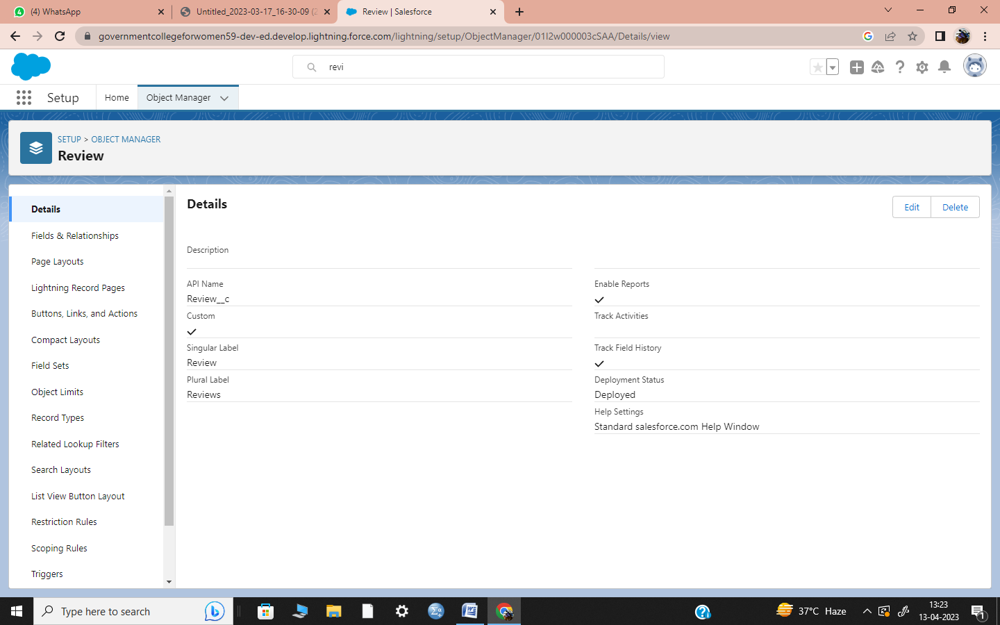 (4) WhatsApp
Untitled_2023-03-17_16-30-09 (2
Review | Salesforce
governmentcollegeforwomen59-dev-ed.develop.lightning.force.com/lightning/setup/ObjectManager/01I2w000003cSAA/Details/view
revi
Setup
Home
Object Manager
SETUP > OBJECT MANAGER
Review
Details
Fields & Relationships
Page Layouts
Lightning Record Pages
Buttons, Links, and Actions
Compact Layouts
Field Sets
Object Limits
Record Types
Related Lookup Filters
Search Layouts
List View Button Layout
Restriction Rules
Scoping Rules
Triggers
Details
Edit
Delete
Description
API Name
Review__c
Custom
Singular Label
Review
Plural Label
Reviews
Enable Reports
Track Activities
Track Field History
Deployment Status
Deployed
Help Settings
Standard salesforce.com Help Window
Type here to search
37°C Haze
13:23
13-04-2023
1